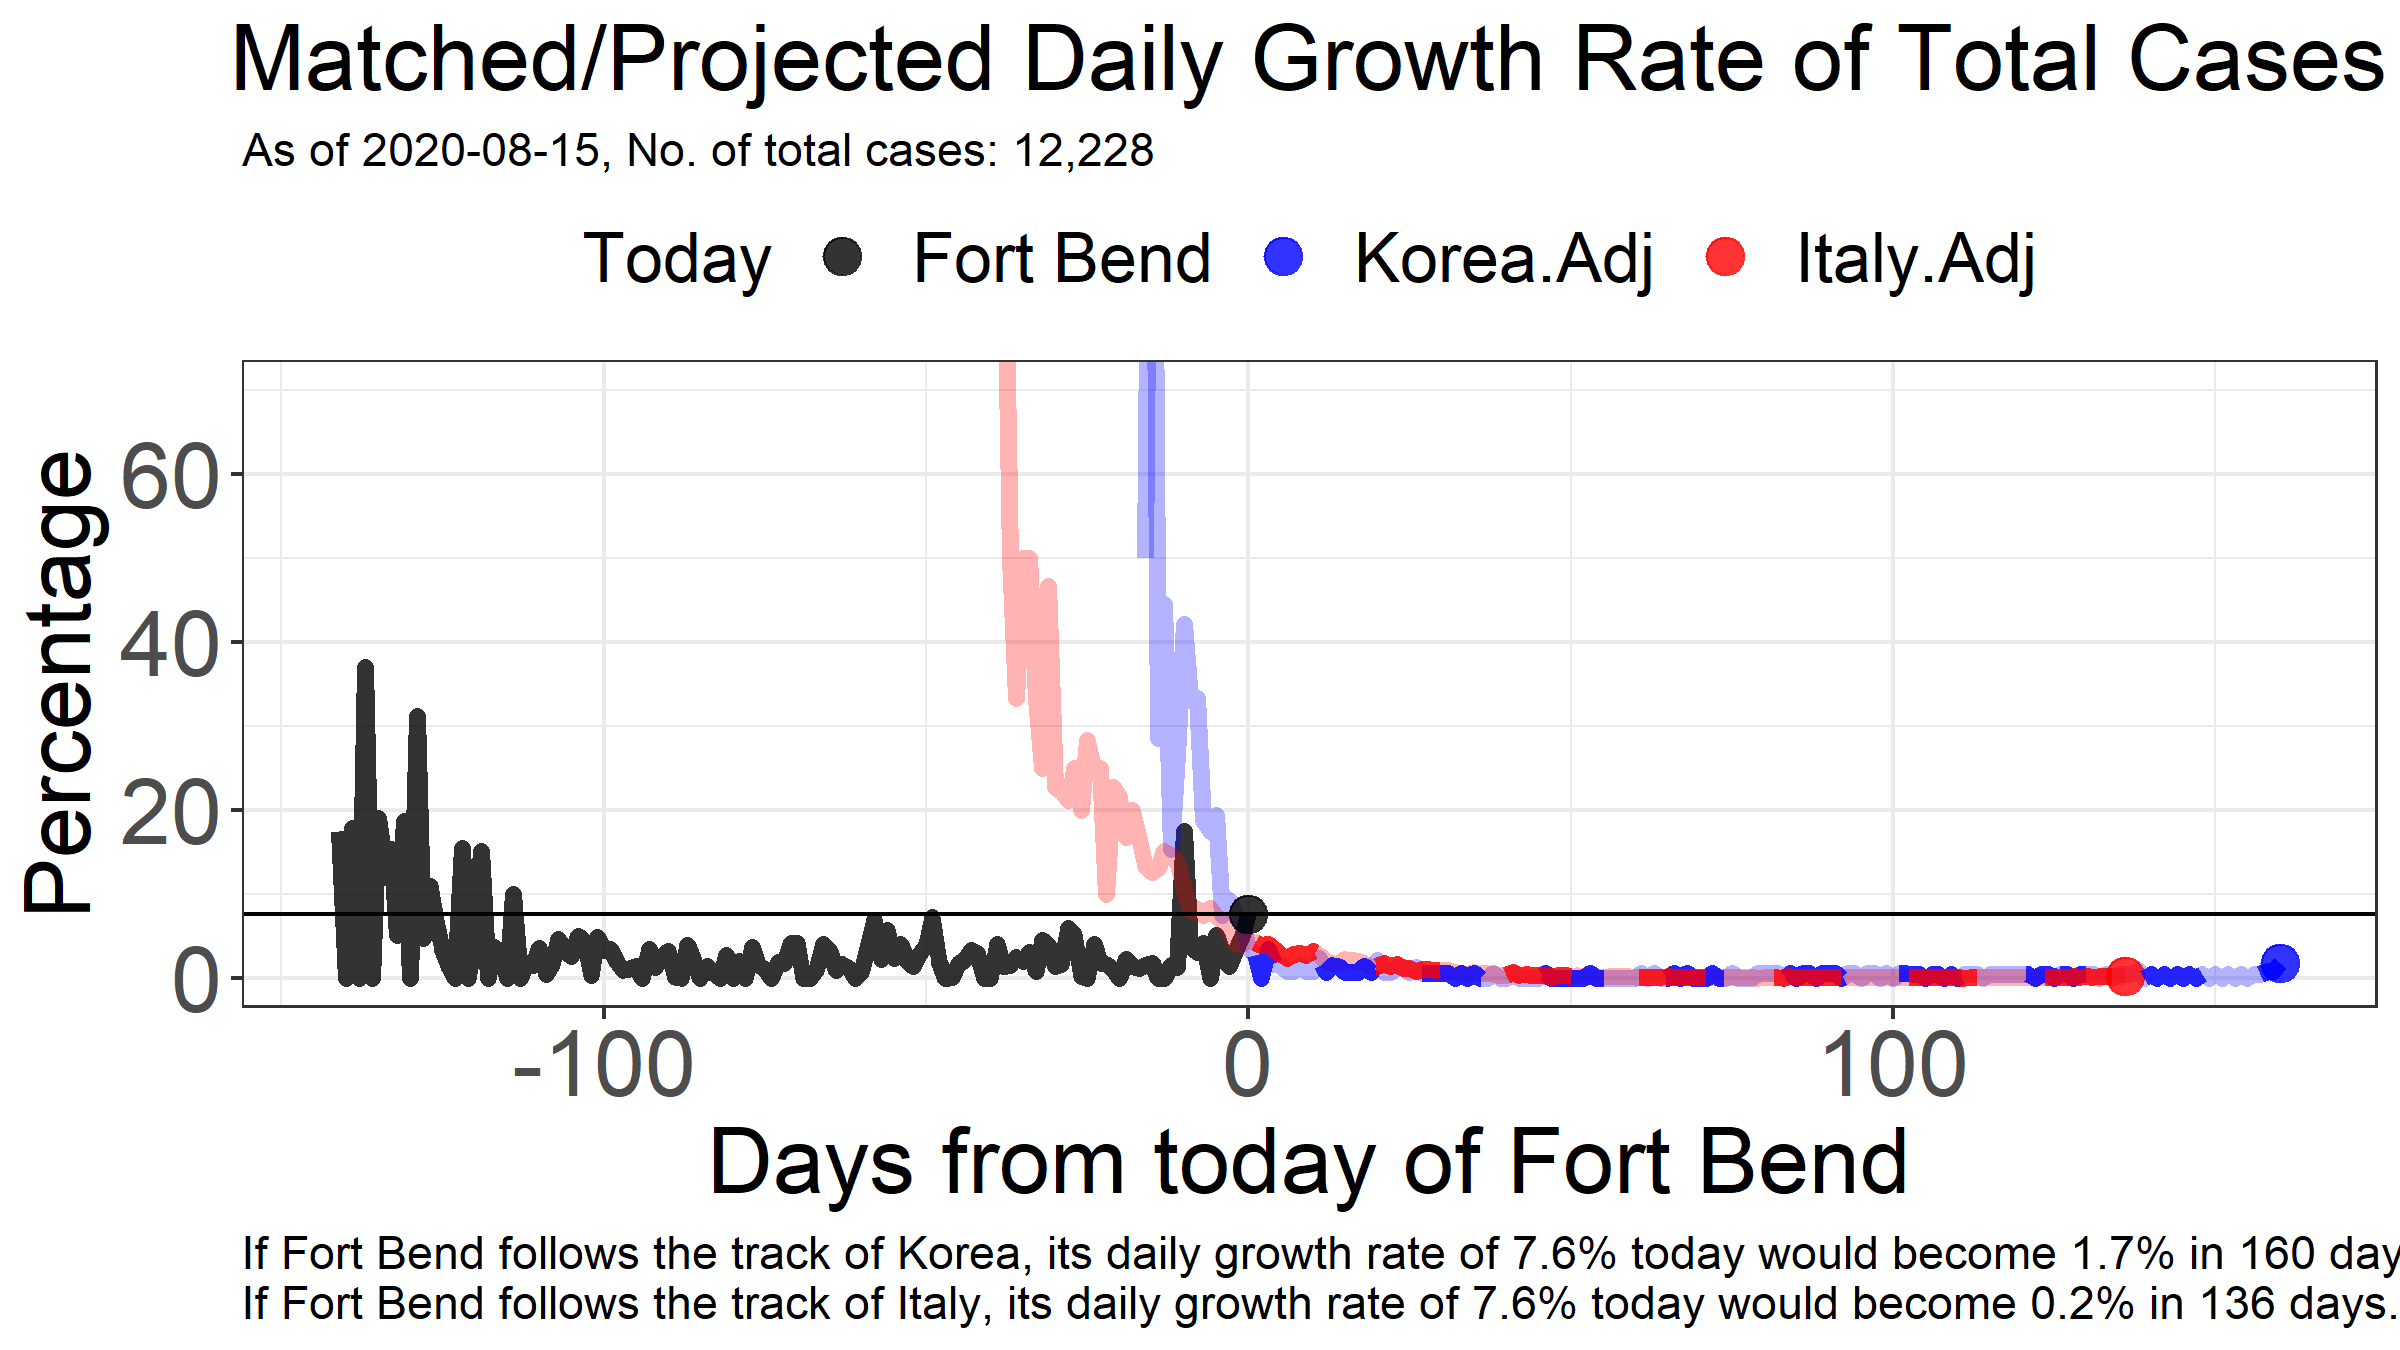 Matched/Projected Daily Growth Rate of Total Cases
As of 2020-08-15, No. of total cases: 12,228
Today Fort Bend Korea.Adj Italy.Adj
Percentage
60
40
20
0
-100 0 100
Days from today of Fort Bend
If Fort Bend follows the track of Korea, its daily growth rate of 7.6% today would become 1.7% in 160 day
If Fort Bend follows the track of Italy, its daily growth rate of 7.6% today would become 0.2% in 136 days.